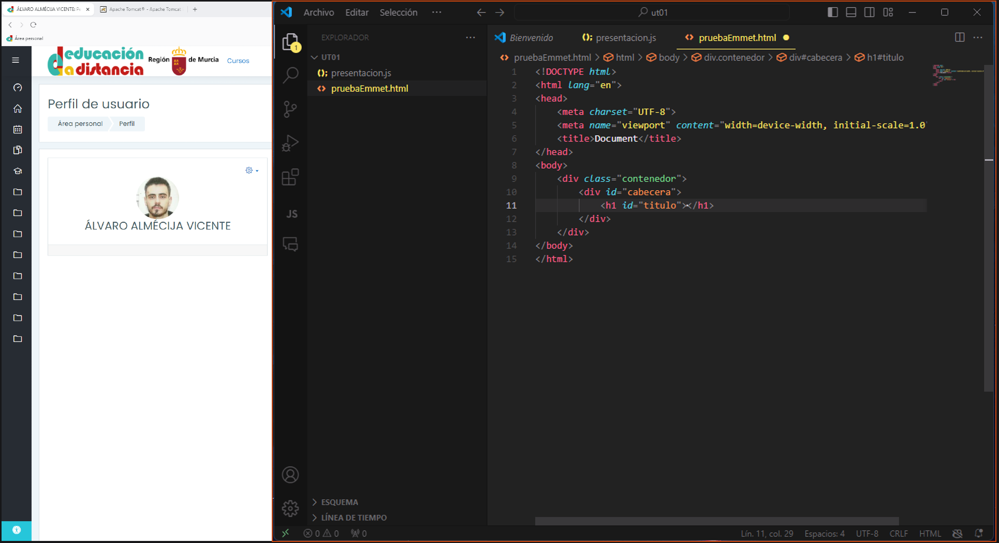 ÁLVARO ALMÉCIJA VICENTE: Pe
Apache Tomcat® - Apache Tomcat
Área personal
educación
a distancia
Región de Murcia
Cursos
Perfil de usuario
Área personal
Perfil
ÁLVARO ALMÉCIJA VICENTE
Archivo Editar Selección ···
ut01
EXPLORADOR ···
UT01
presentacion.js
pruebaEmmet.html
JS
1
ESQUEMA
LÍNEA DE TIEMPO
Bienvenido
presentacion.js
pruebaEmmet.html
pruebaEmmet.html > html > body > div.contenedor > div#cabecera > h1#titulo
1 <!DOCTYPE html>
2 <html lang="en">
3 <head>
4 <meta charset="UTF-8">
5 <meta name="viewport" content="width=device-width, initial-scale=1.0"
6 <title>Document</title>
7 </head>
8 <body>
9 <div class="contenedor">
10 <div id="cabecera">
11 <h1 id="titulo"></h1>
12 </div>
13 </div>
14 </body>
15 </html>
0 0 0
Lín. 11, col. 29 Espacios: 4 UTF-8 CRLF HTML